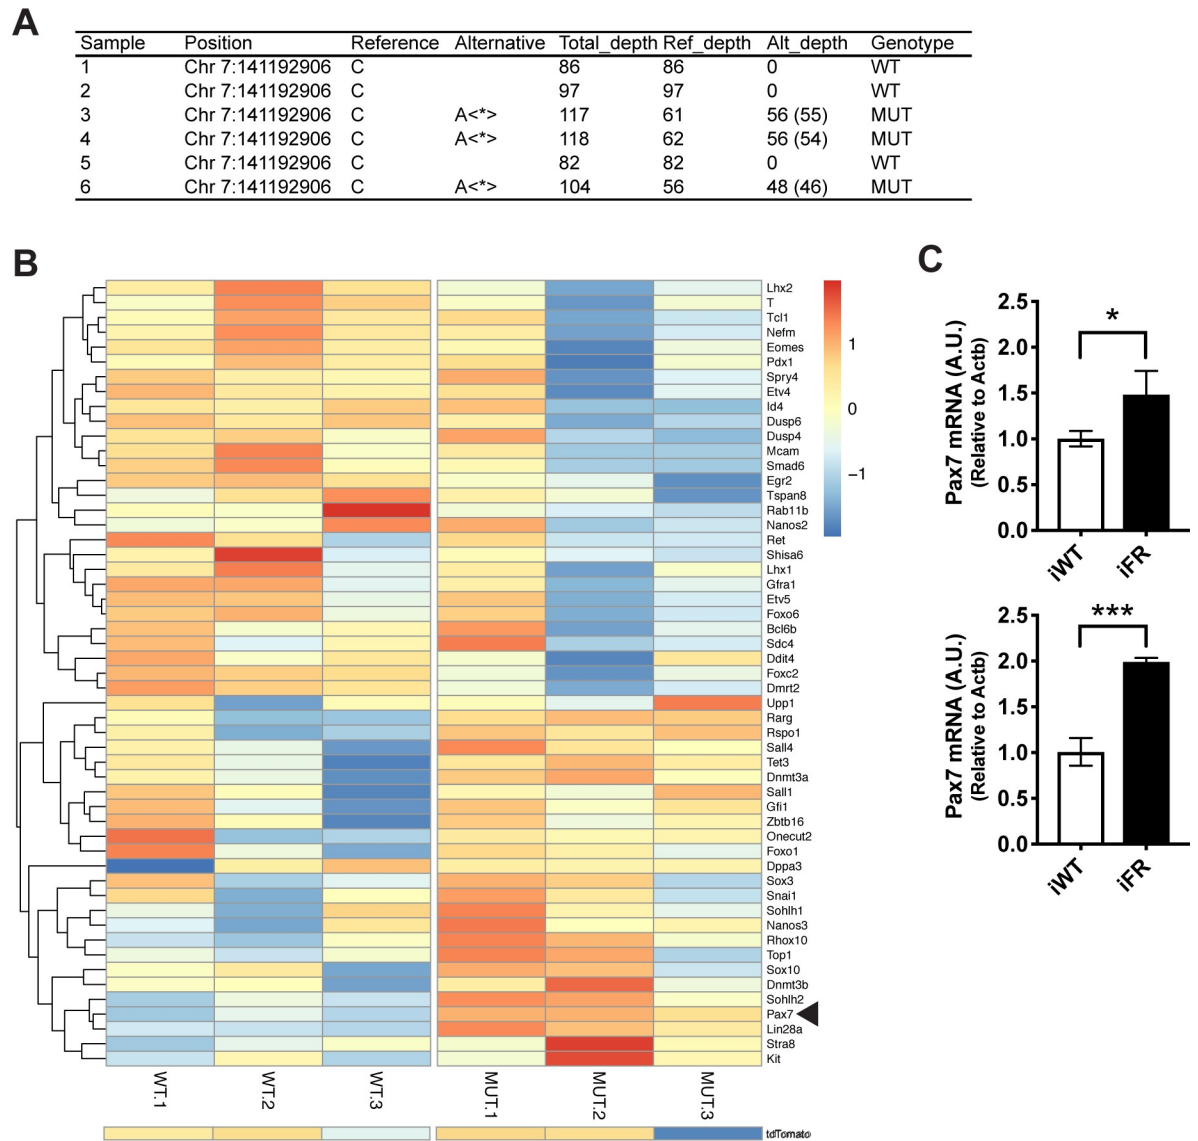 A
Sample Position Reference Alternative Total_depth Ref_depth Alt_depth Genotype
1 Chr 7:141192906 C 86 86 0 WT
2 Chr 7:141192906 C 97 97 0 WT
3 Chr 7:141192906 C A<*> 117 61 56 (55) MUT
4 Chr 7:141192906 C A<*> 118 62 56 (54) MUT
5 Chr 7:141192906 C 82 82 0 WT
6 Chr 7:141192906 C A<*> 104 56 48 (46) MUT
B
Lhx2
T
Tcl1
Nefm
Eomes
Pdx1
Spry4
Etv4
Id4
Dusp6
Dusp4
Mcam
Smad6
Egr2
Tspan8
Rab11b
Nanos2
Ret
Shisa6
Lhx1
Gfra1
Etv5
Foxo6
Bcl6b
Sdc4
Ddit4
Foxc2
Dmrt2
Upp1
Rarg
Rspo1
Sall4
Tet3
Dnmt3a
Sall1
Gfi1
Zbtb16
Onecut2
Foxo1
Dppa3
Sox3
Snai1
Sohlh1
Nanos3
Rhox10
Top1
Sox10
Dnmt3b
Sohlh2
Pax7
Lin28a
Stra8
Kit
1
0
−1
WT.1 WT.2 WT.3 MUT.1 MUT.2 MUT.3
tdTomato
C
Pax7 mRNA (A.U.)
(Relative to Actb)
2.5
2.0
1.5
1.0
0.5
0.0
*
iWT iFR
Pax7 mRNA (A.U.)
(Relative to Actb)
2.5
2.0
1.5
1.0
0.5
0.0
***
iWT iFR